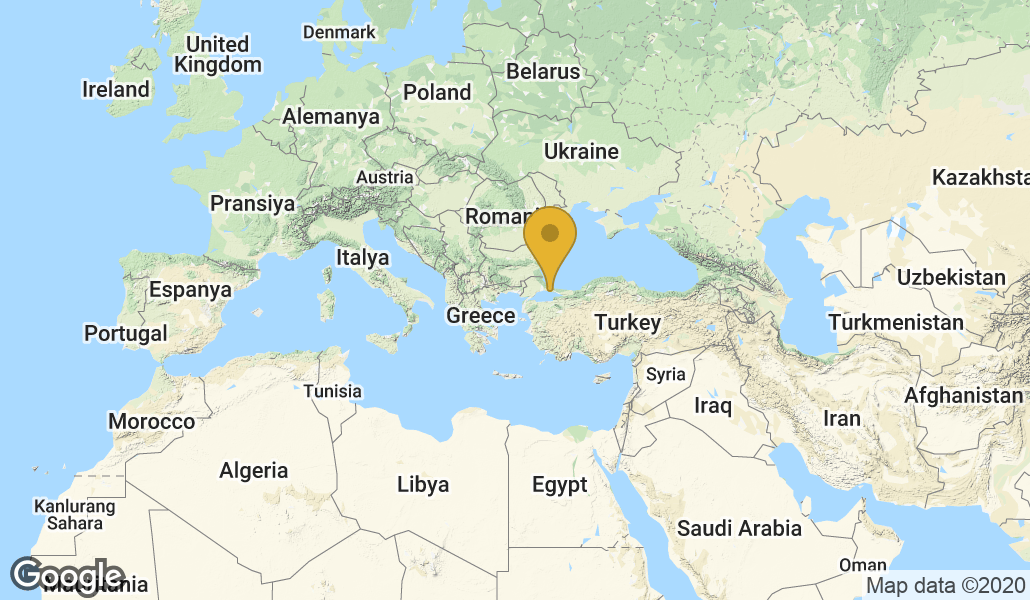 Denmark
United
Kingdom
Ireland
Belarus
Poland
Alemanya
Ukraine
Austria
Kazakhsta
Pransiya
Romani
Italya
Uzbekistan
Espanya
Greece
Turkey
Turkmenistan
Portugal
Syria
Tunisia
Afghanistan
Iraq
Iran
Morocco
Algeria
Libya
Egypt
Kanlurang
Sahara
Saudi Arabia
Oman
Google
Mauritania
Map data ©2020